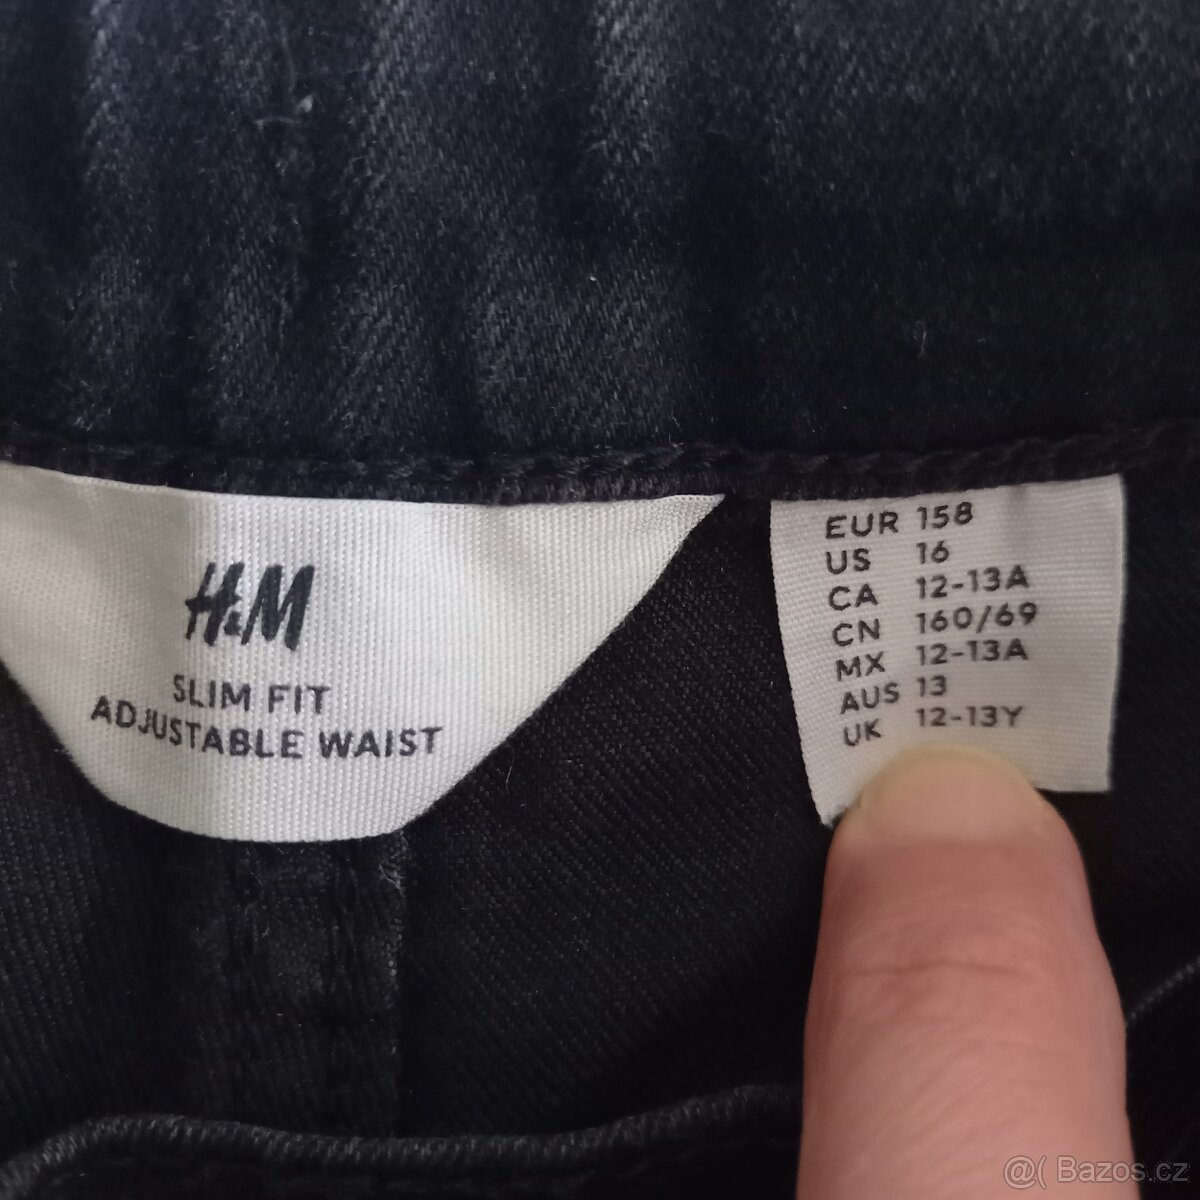 H&M
SLIM FIT
ADJUSTABLE WAIST
EUR 158
US 16
CA 12-13A
CN 160/69
MX 12-13A
AUS 13
UK 12-13Y
@( Bazos.cz